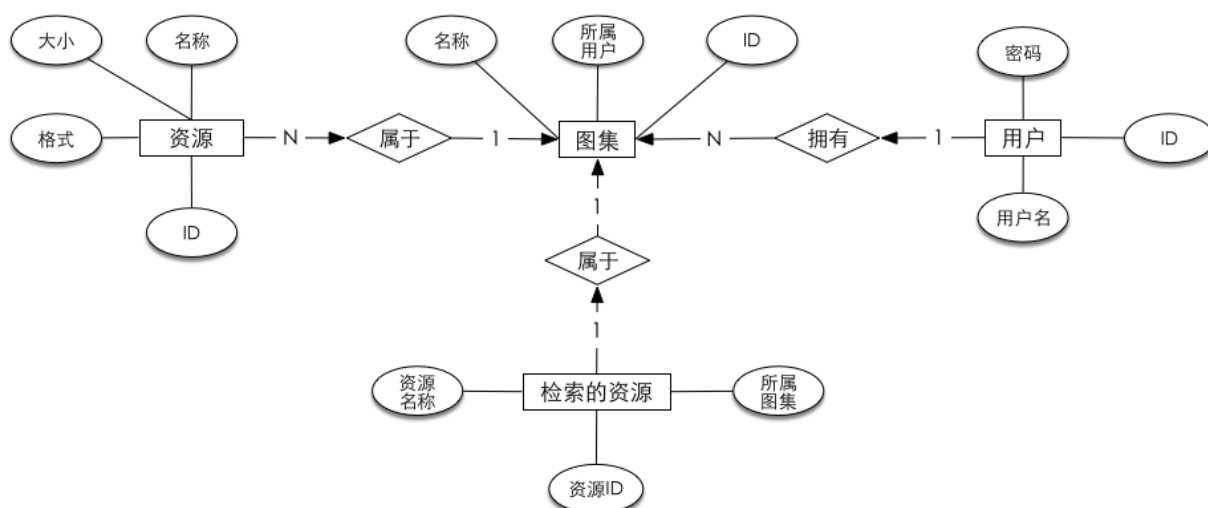 大小
名称
名称
所属
用户
ID
密码
格式
资源
N
属于
1
图集
N
拥有
1
用户
ID
ID
1
用户名
属于
1
资源
名称
检索的资源
所属
图集
资源ID